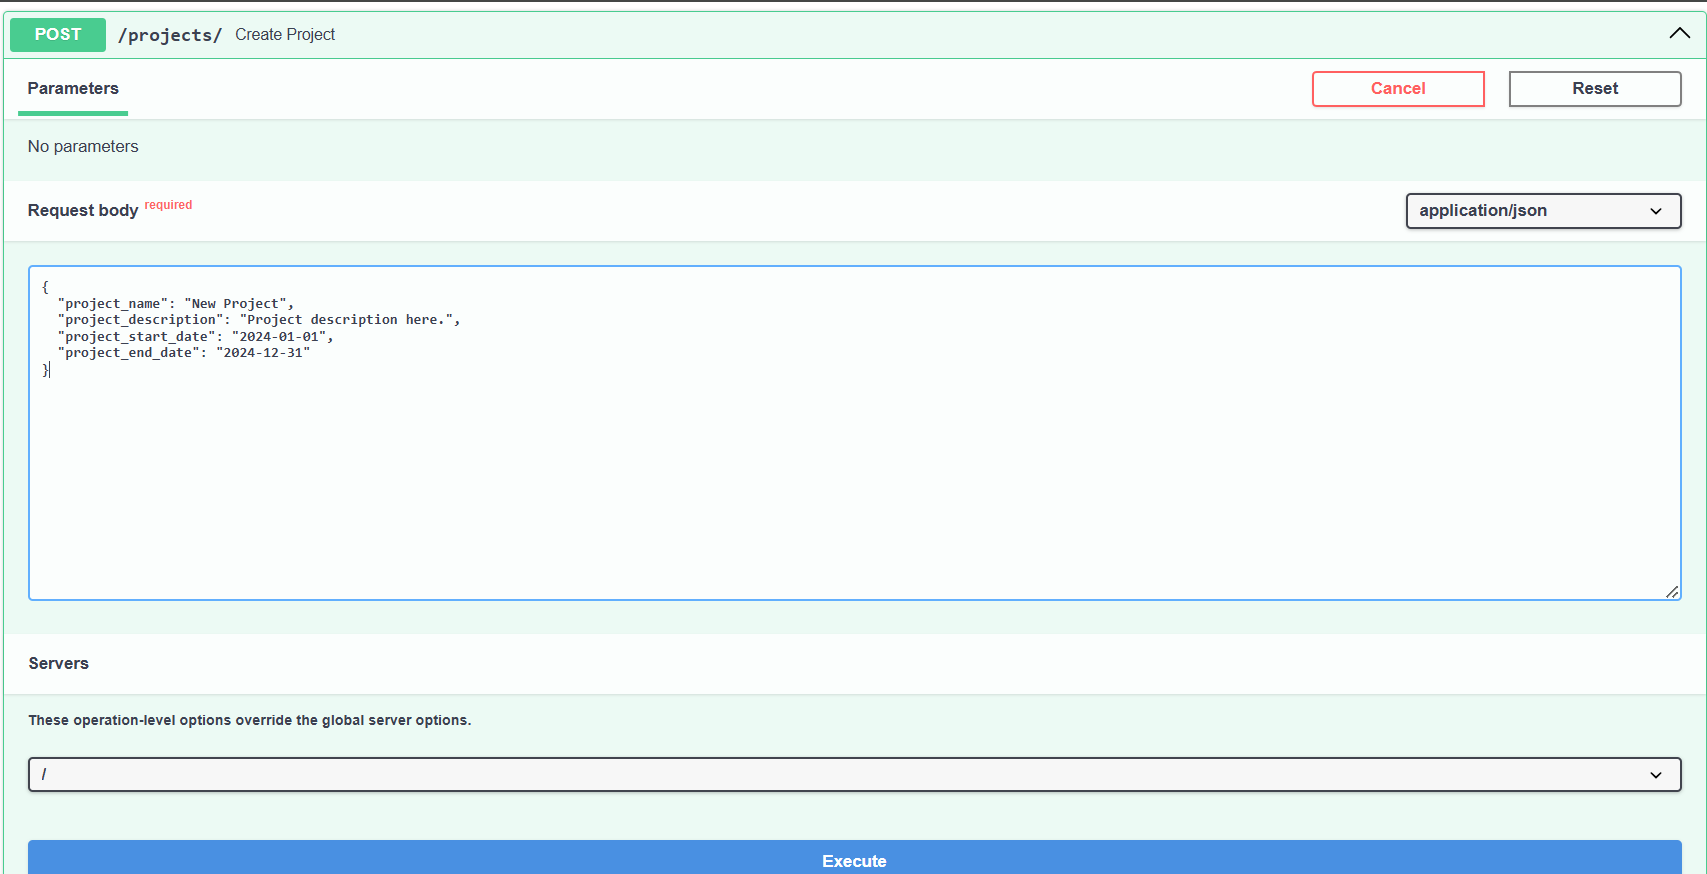 POST /projects/ Create Project
Parameters Cancel Reset
No parameters
Request body required application/json
{
  "project_name": "New Project",
  "project_description": "Project description here.",
  "project_start_date": "2024-01-01",
  "project_end_date": "2024-12-31"
}
Servers
These operation-level options override the global server options.
/
Execute